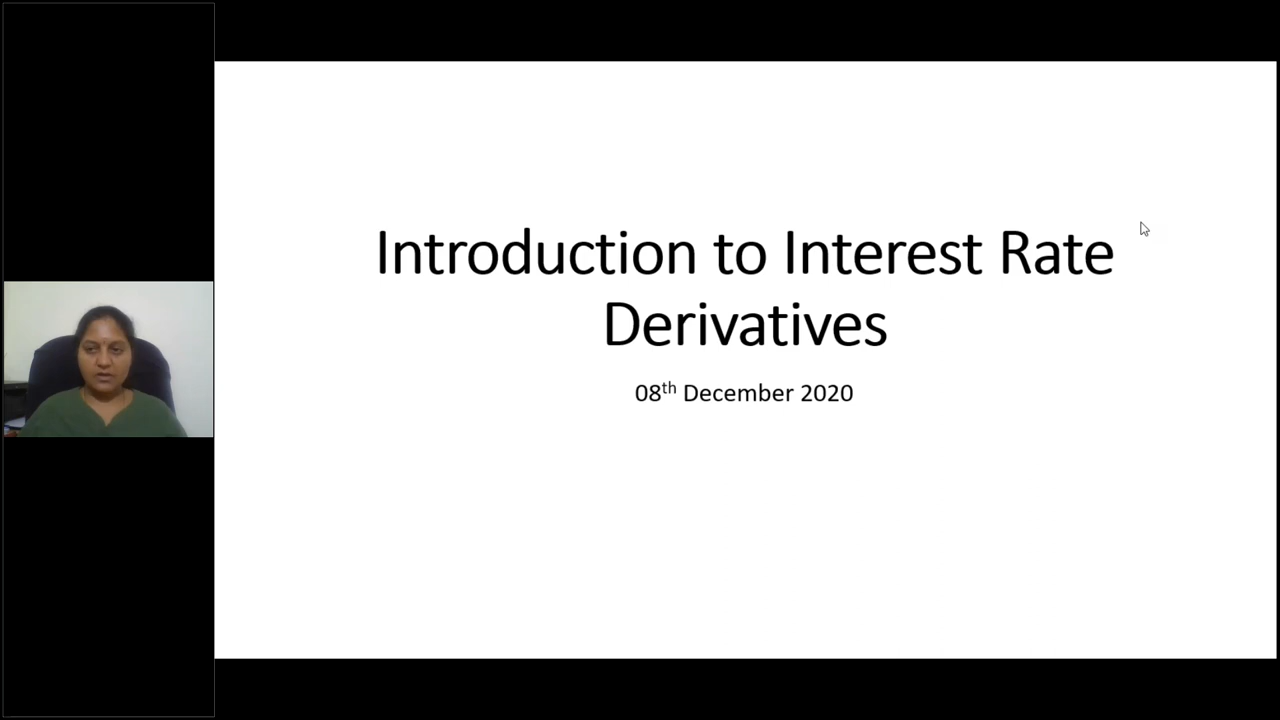 Introduction to Interest Rate
Derivatives
08th December 2020